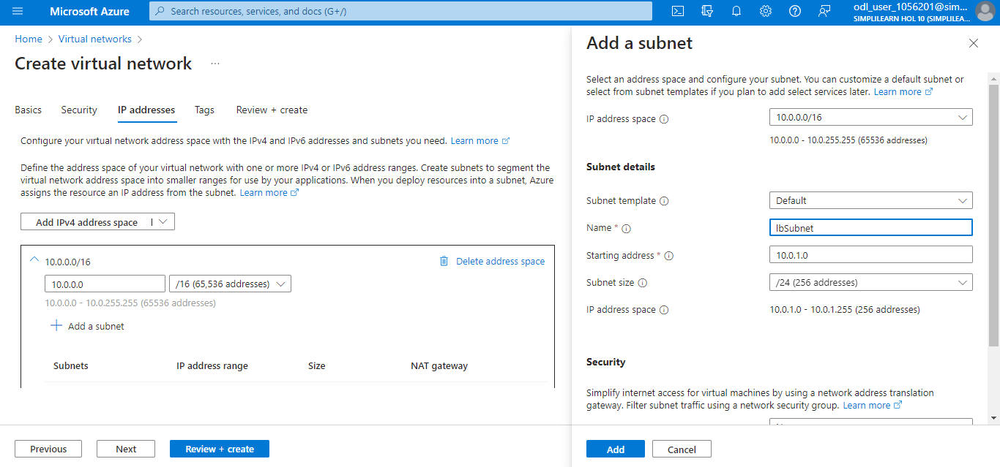 Microsoft Azure
Search resources, services, and docs (G+/)
odl_user_1056201@sim...
SIMPLILEARN HOL 10 (SIMPLILEA...
Home > Virtual networks >
Create virtual network ...
Basics
Security
IP addresses
Tags
Review + create
Configure your virtual network address space with the IPv4 and IPv6 addresses and subnets you need. Learn more
Define the address space of your virtual network with one or more IPv4 or IPv6 address ranges. Create subnets to segment the
virtual network address space into smaller ranges for use by your applications. When you deploy resources into a subnet, Azure
assigns the resource an IP address from the subnet. Learn more
Add IPv4 address space |
10.0.0.0/16
Delete address space
10.0.0.0
/16 (65,536 addresses)
10.0.0.0 - 10.0.255.255 (65536 addresses)
Add a subnet
Subnets
IP address range
Size
NAT gateway
Previous
Next
Review + create
Add a subnet
Select an address space and configure your subnet. You can customize a default subnet or
select from subnet templates if you plan to add select services later. Learn more
IP address space
10.0.0.0/16
10.0.0.0 - 10.0.255.255 (65536 addresses)
Subnet details
Subnet template
Default
Name *
lbSubnet
Starting address *
10.0.1.0
Subnet size
/24 (256 addresses)
IP address space
10.0.1.0 - 10.0.1.255 (256 addresses)
Security
Simplify internet access for virtual machines by using a network address translation
gateway. Filter subnet traffic using a network security group. Learn more
Add
Cancel